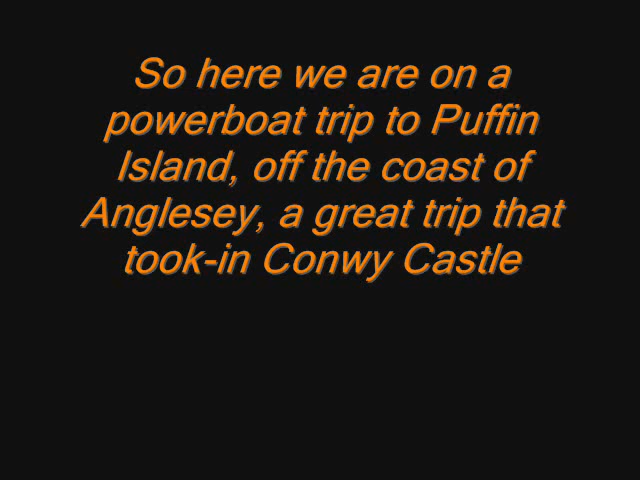 So here we are on a
powerboat trip to Puffin
Island, off the coast of
Anglesey, a great trip that
took-in Conwy Castle